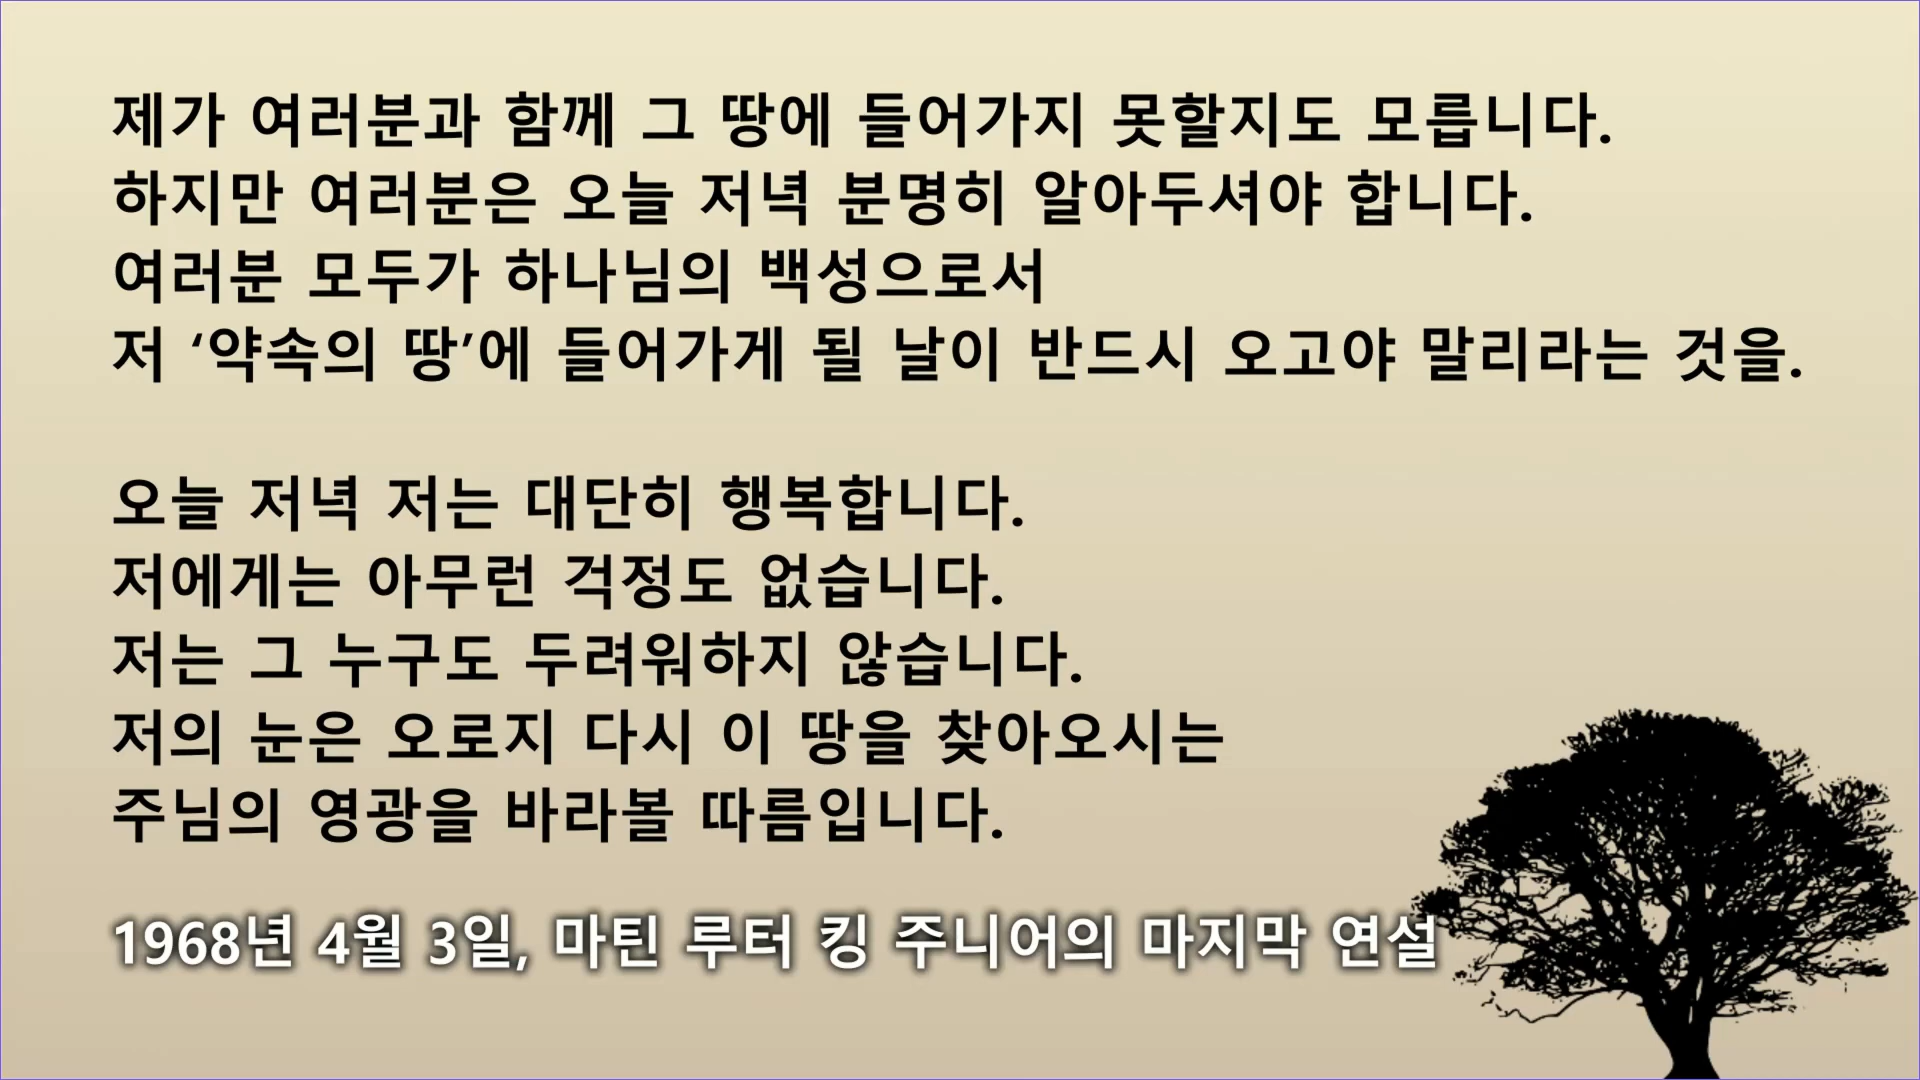 제가 여러분과 함께 그 땅에 들어가지 못할지도 모릅니다.
하지만 여러분은 오늘 저녁 분명히 알아두셔야 합니다.
여러분 모두가 하나님의 백성으로서
저 ‘약속의 땅’에 들어가게 될 날이 반드시 오고야 말리라는 것을.
오늘 저녁 저는 대단히 행복합니다.
저에게는 아무런 걱정도 없습니다.
저는 그 누구도 두려워하지 않습니다.
저의 눈은 오로지 다시 이 땅을 찾아오시는
주님의 영광을 바라볼 따름입니다.
1968년 4월 3일, 마틴 루터 킹 주니어의 마지막 연설